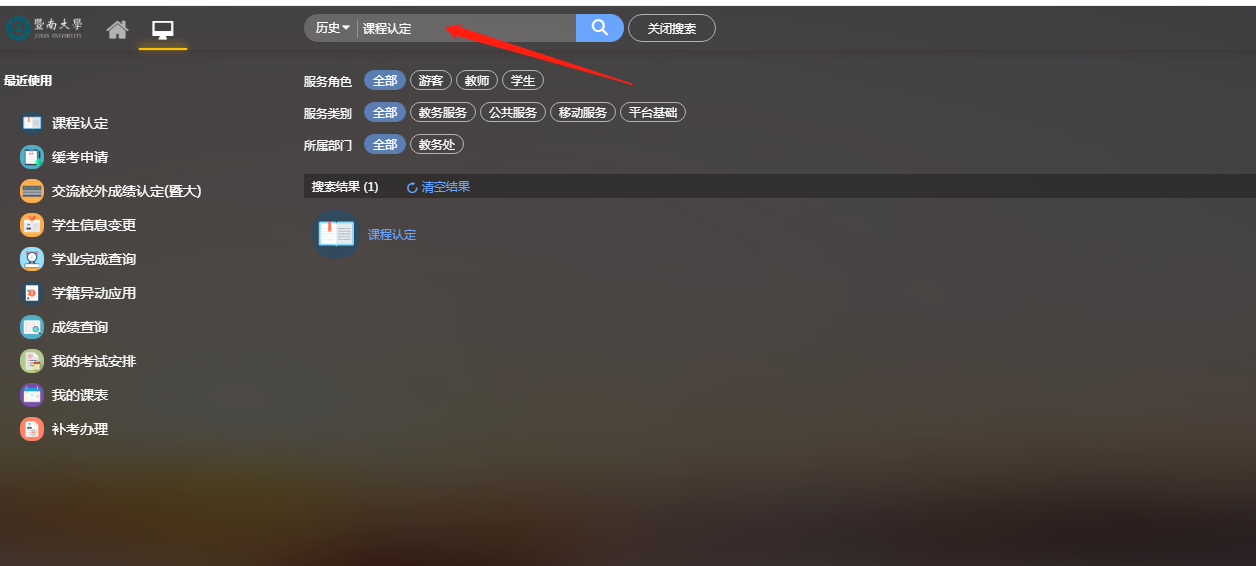 暨南大學
JINAN UNIVERSITY
历史
课程认定
关闭搜索
最近使用
课程认定
缓考申请
交流校外成绩认定(暨大)
学生信息变更
学业完成查询
学籍异动应用
成绩查询
我的考试安排
我的课表
补考办理
服务角色 全部 游客 教师 学生
服务类别 全部 教务服务 公共服务 移动服务 平台基础
所属部门 全部 教务处
搜索结果 (1) 清空结果
课程认定